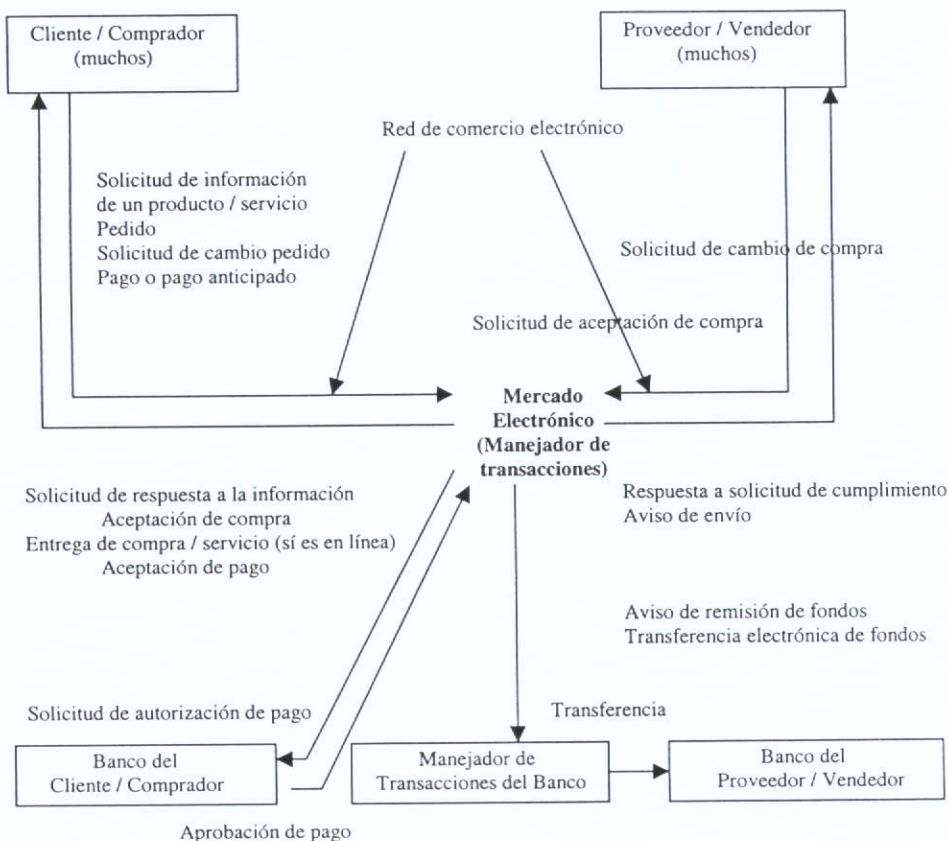 Cliente / Comprador
(muchos)
Proveedor / Vendedor
(muchos)
Red de comercio electrónico
Solicitud de información
de un producto / servicio
Pedido
Solicitud de cambio pedido
Pago o pago anticipado
Solicitud de cambio de compra
Solicitud de aceptación de compra
Mercado
Electrónico
(Manejador de
transacciones)
Solicitud de respuesta a la información
Aceptación de compra
Entrega de compra / servicio (sí es en línea)
Aceptación de pago
Respuesta a solicitud de cumplimiento
Aviso de envío
Aviso de remisión de fondos
Transferencia electrónica de fondos
Solicitud de autorización de pago
Transferencia
Banco del
Cliente / Comprador
Manejador de
Transacciones del Banco
Banco del
Proveedor / Vendedor
Aprobación de pago